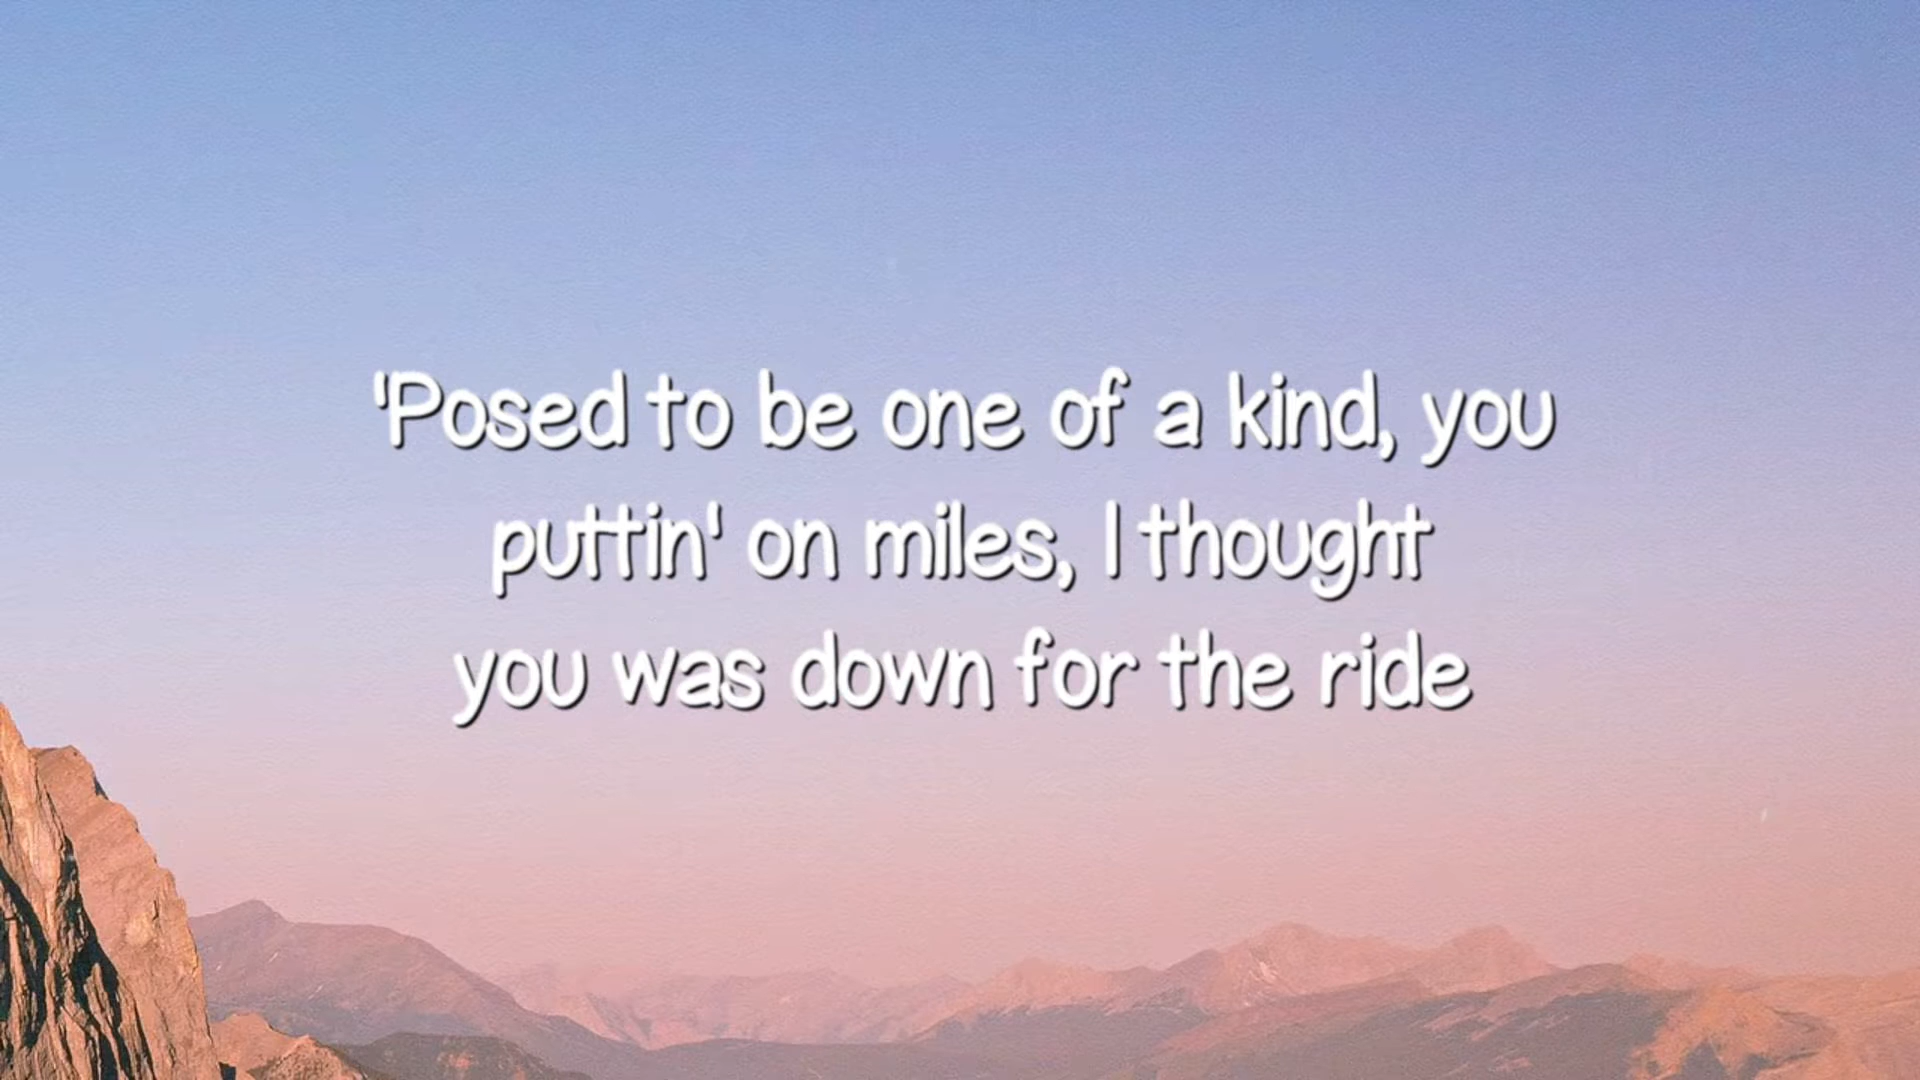 'Posed to be one of a kind, you
puttin' on miles, I thought
you was down for the ride